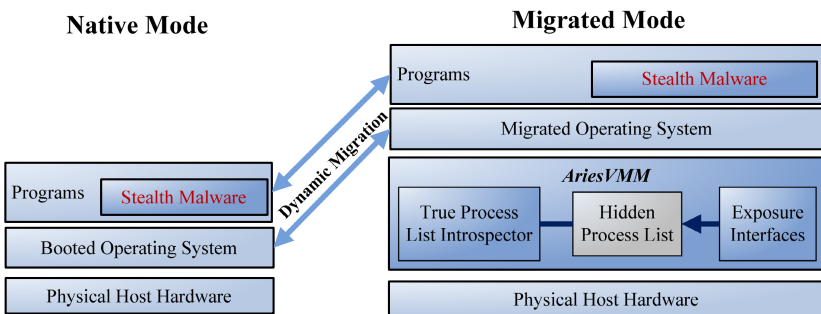 Native Mode
Programs
Stealth Malware
Booted Operating System
Physical Host Hardware
Dynamic Migration
Migrated Mode
Programs
Stealth Malware
Migrated Operating System
AriesVMM
True Process
List Introspector
Hidden
Process List
Exposure
Interfaces
Physical Host Hardware